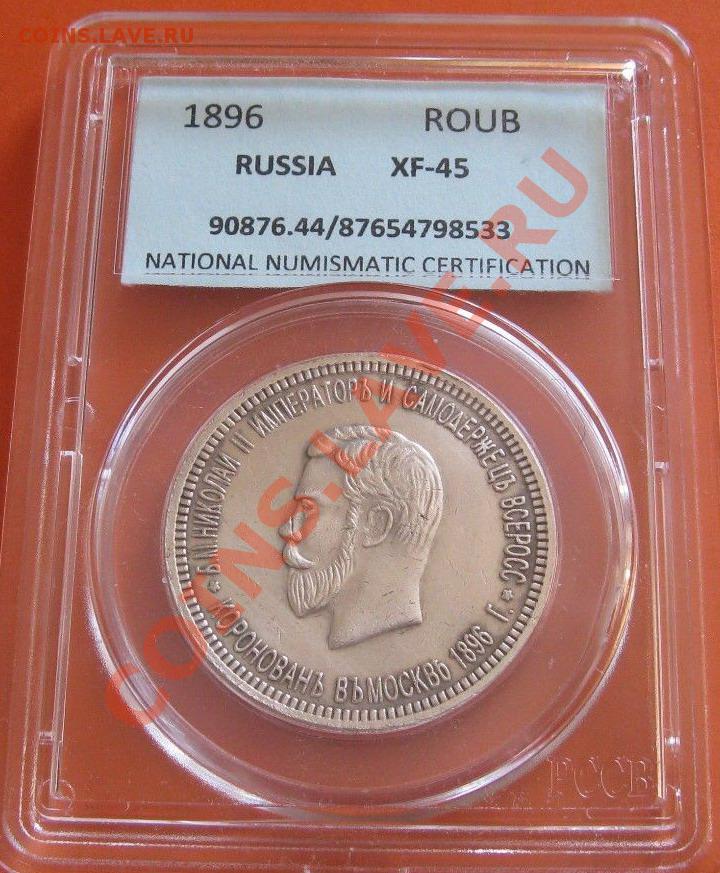 COINS.LAVE.RU
1896 ROUB
RUSSIA XF-45
90876.44/87654798533
NATIONAL NUMISMATIC CERTIFICATION
Б.М.НИКОЛАЙ II ИМПЕРАТОРЪ И САМОДЕРЖЕЦЪ ВСЕРОСС
* КОРОНОВАНЪ ВЪ МОСКВѢ 1896 Г. *
COINS.LAVE.RU
PCCB